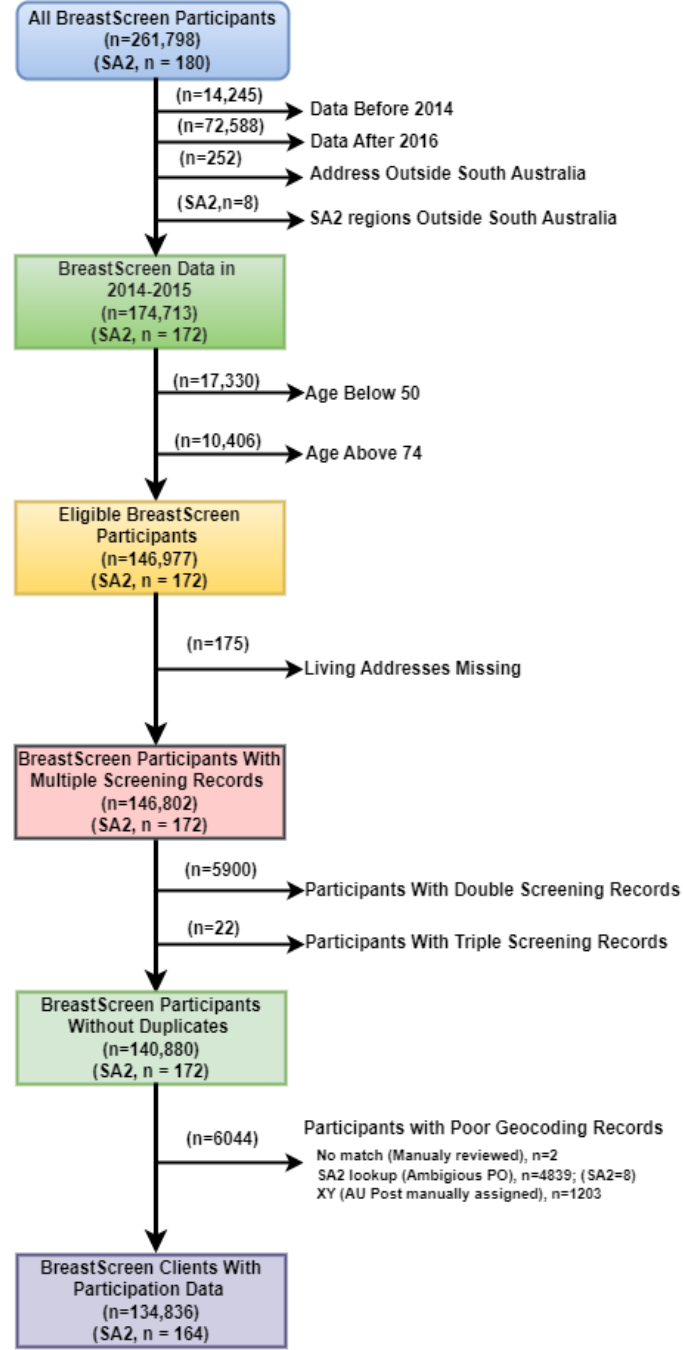 All BreastScreen Participants
(n=261,798)
(SA2, n = 180)
(n=14,245)
Data Before 2014
(n=72,588)
Data After 2016
(n=252)
Address Outside South Australia
(SA2,n=8)
SA2 regions Outside South Australia
BreastScreen Data in
2014-2015
(n=174,713)
(SA2, n = 172)
(n=17,330)
Age Below 50
(n=10,406)
Age Above 74
Eligible BreastScreen
Participants
(n=146,977)
(SA2, n = 172)
(n=175)
Living Addresses Missing
BreastScreen Participants With
Multiple Screening Records
(n=146,802)
(SA2, n = 172)
(n=5900)
Participants With Double Screening Records
(n=22)
Participants With Triple Screening Records
BreastScreen Participants
Without Duplicates
(n=140,880)
(SA2, n = 172)
(n=6044)
Participants with Poor Geocoding Records
No match (Manualy reviewed), n=2
SA2 lookup (Ambigious PO), n=4839; (SA2=8)
XY (AU Post manually assigned), n=1203
BreastScreen Clients With
Participation Data
(n=134,836)
(SA2, n = 164)